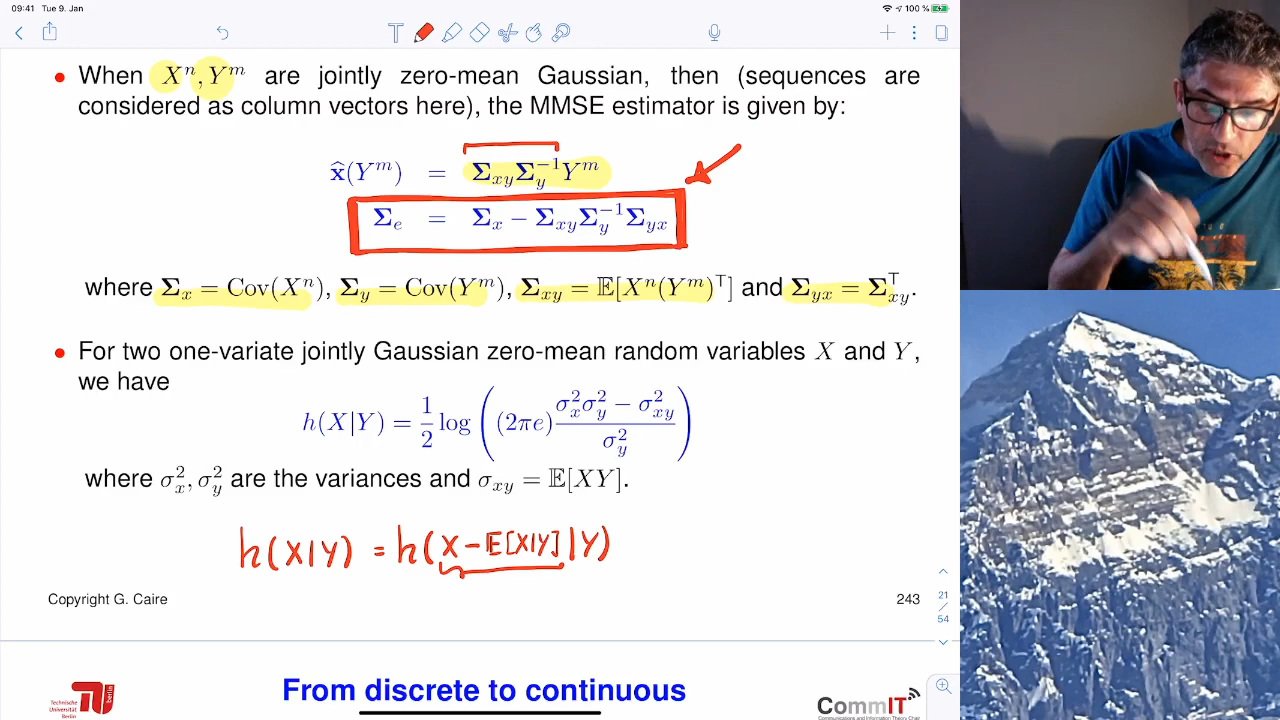 09:41 Tue 9. Jan
100 %
T
• When Xⁿ, Yᵐ are jointly zero-mean Gaussian, then (sequences are
considered as column vectors here), the MMSE estimator is given by:
x̂(Yᵐ) = Σ_xy Σ_y⁻¹ Yᵐ
Σ_e = Σ_x − Σ_xy Σ_y⁻¹ Σ_yx
where Σ_x = Cov(Xⁿ), Σ_y = Cov(Yᵐ), Σ_xy = 𝔼[Xⁿ(Yᵐ)ᵀ] and Σ_yx = Σ_xyᵀ.
• For two one-variate jointly Gaussian zero-mean random variables X and Y,
we have
h(X|Y) = 1/2 log ((2πe) (σ_x² σ_y² − σ_xy²)/σ_y²)
where σ_x², σ_y² are the variances and σ_xy = 𝔼[XY].
h(X|Y) = h(X − 𝔼[X|Y] | Y)
Copyright G. Caire
243
21
/
54
Technische
Universität
Berlin
From discrete to continuous
CommIT
Communications and Information Theory Chair